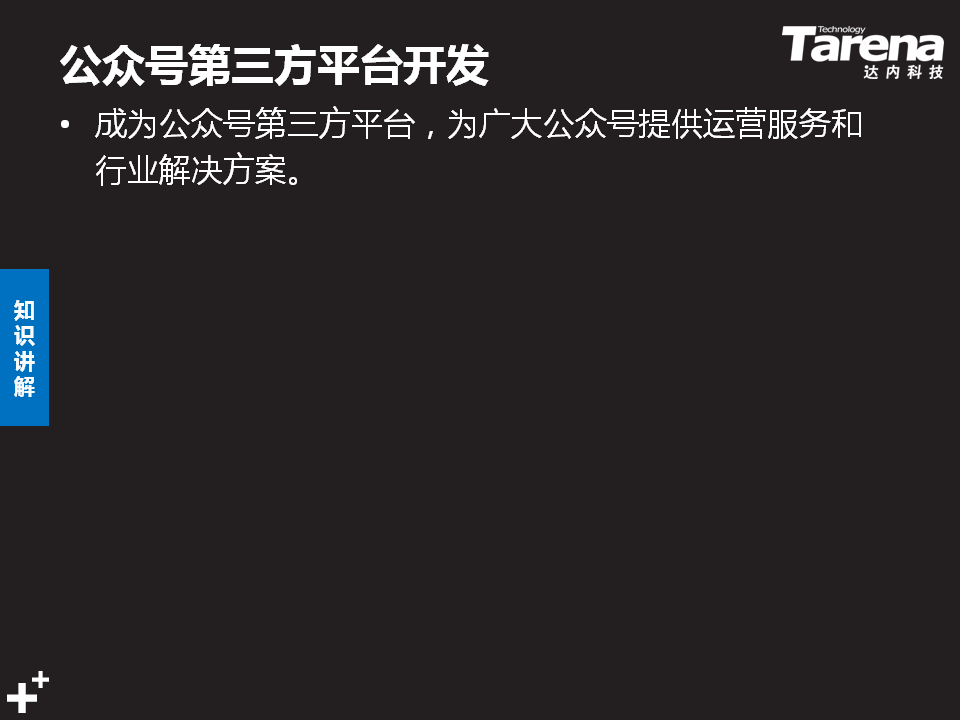 公众号第三方平台开发
Technology
Tarena
达内科技
• 成为公众号第三方平台，为广大公众号提供运营服务和
行业解决方案。
知
识
讲
解